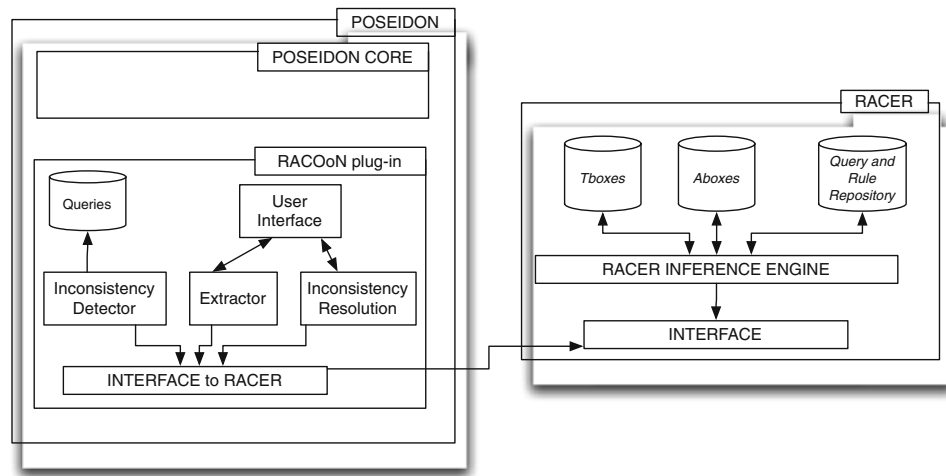 POSEIDON
POSEIDON CORE
RACOoN plug-in
Queries
User
Interface
Inconsistency
Detector
Extractor
Inconsistency
Resolution
INTERFACE to RACER
RACER
Tboxes
Aboxes
Query and
Rule
Repository
RACER INFERENCE ENGINE
INTERFACE